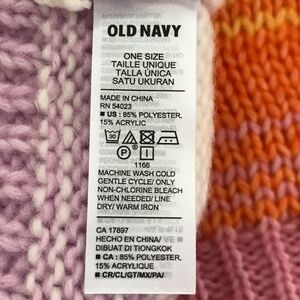 OLD NAVY
ONE SIZE
TAILLE UNIQUE
TALLA ÚNICA
SATU UKURAN
MADE IN CHINA
RN 54023
■ US : 85% POLYESTER,
15% ACRYLIC
30
P I
1166
MACHINE WASH COLD
GENTLE CYCLE/ ONLY
NON-CHLORINE BLEACH
WHEN NEEDED/ LINE
DRY/ WARM IRON
CA 17897
HECHO EN CHINA/
DIBUAT DI TIONGKOK
■ CA : 85% POLYESTER,
15% ACRYLIQUE
■ CR/CL/GT/MX/PA/